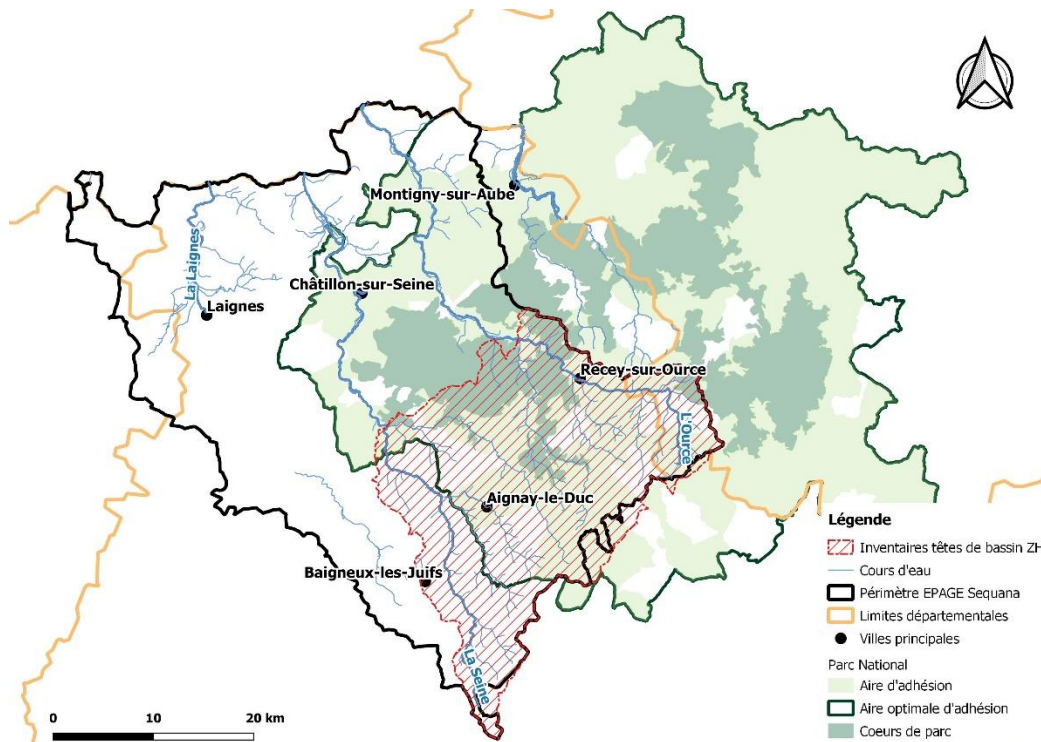 Montigny-sur-Aube
La Laignes
Châtillon-sur-Seine
Laignes
Recey-sur-Ource
L'Ource
Aignay-le-Duc
Baigneux-les-Juifs
La Seine
0 10 20 km
Légende
Inventaires têtes de bassin ZH
Cours d'eau
Périmètre EPAGE Sequana
Limites départementales
Villes principales
Parc National
Aire d'adhésion
Aire optimale d'adhésion
Coeurs de parc